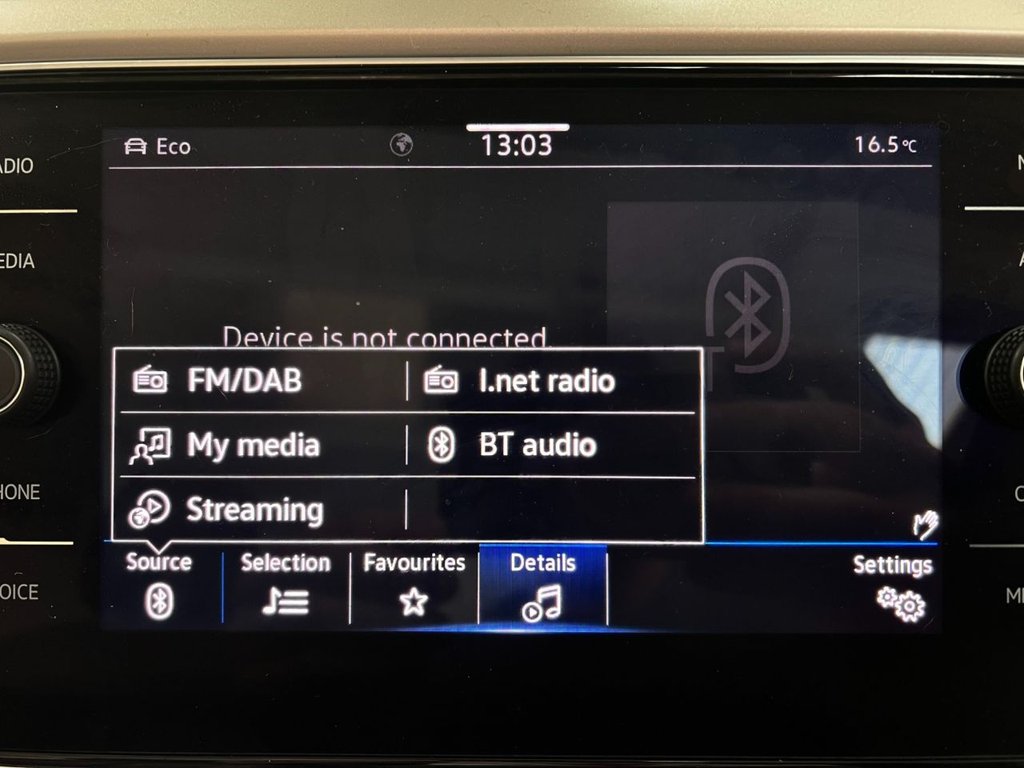 Eco 13:03 16.5°C
ADIO
EDIA
Device is not connected.
FM/DAB I.net radio
My media BT audio
HONE
Streaming
Source Selection Favourites Details Settings
OICE